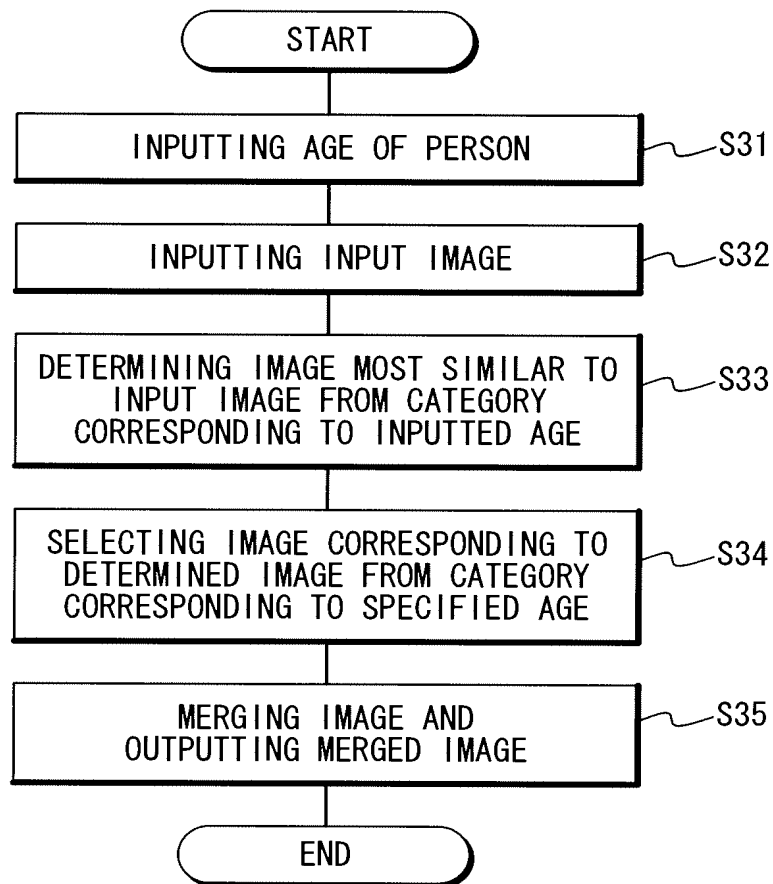 START
INPUTTING AGE OF PERSON
S31
INPUTTING INPUT IMAGE
S32
DETERMINING IMAGE MOST SIMILAR TO
INPUT IMAGE FROM CATEGORY
CORRESPONDING TO INPUTTED AGE
S33
SELECTING IMAGE CORRESPONDING TO
DETERMINED IMAGE FROM CATEGORY
CORRESPONDING TO SPECIFIED AGE
S34
MERGING IMAGE AND
OUTPUTTING MERGED IMAGE
S35
END